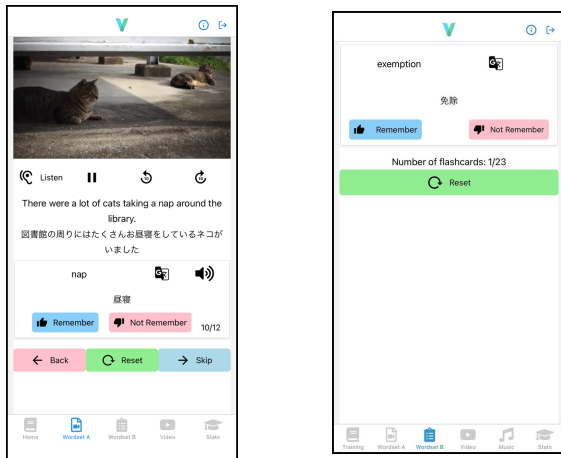 Listen
There were a lot of cats taking a nap around the
library.
図書館の周りにはたくさんお昼寝をしているネコが
いました
nap
昼寝
Remember
Not Remember
10/12
Back
Reset
Skip
Home
Wordset A
Wordset B
Video
Stats
exemption
免除
Remember
Not Remember
Number of flashcards: 1/23
Reset
Training
Wordset A
Wordset B
Video
Music
Stats